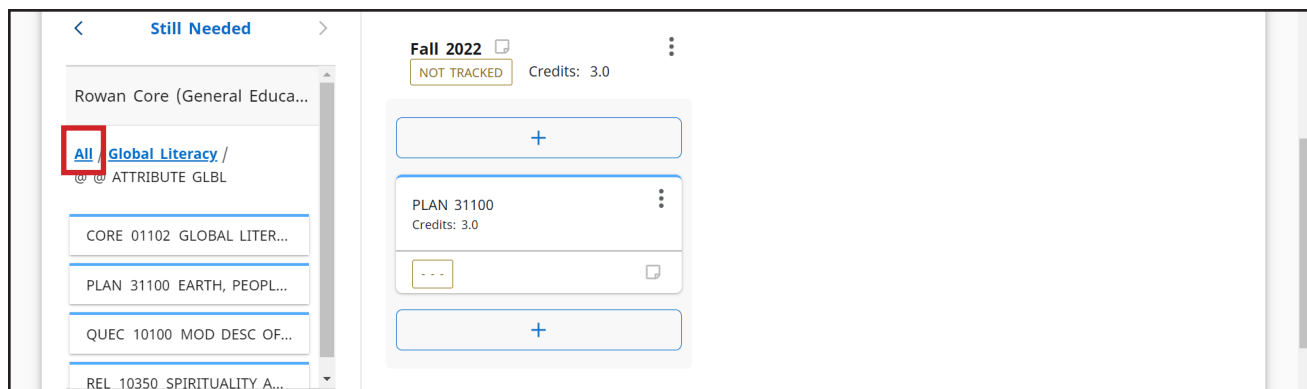 Still Needed
Rowan Core (General Educa...
All / Global Literacy /
@ @ ATTRIBUTE GLBL
CORE 01102 GLOBAL LITER...
PLAN 31100 EARTH, PEOPL...
QUEC 10100 MOD DESC OF...
REL 10350 SPIRITUALITY A...
Fall 2022
NOT TRACKED Credits: 3.0
+
PLAN 31100
Credits: 3.0
- - -
+